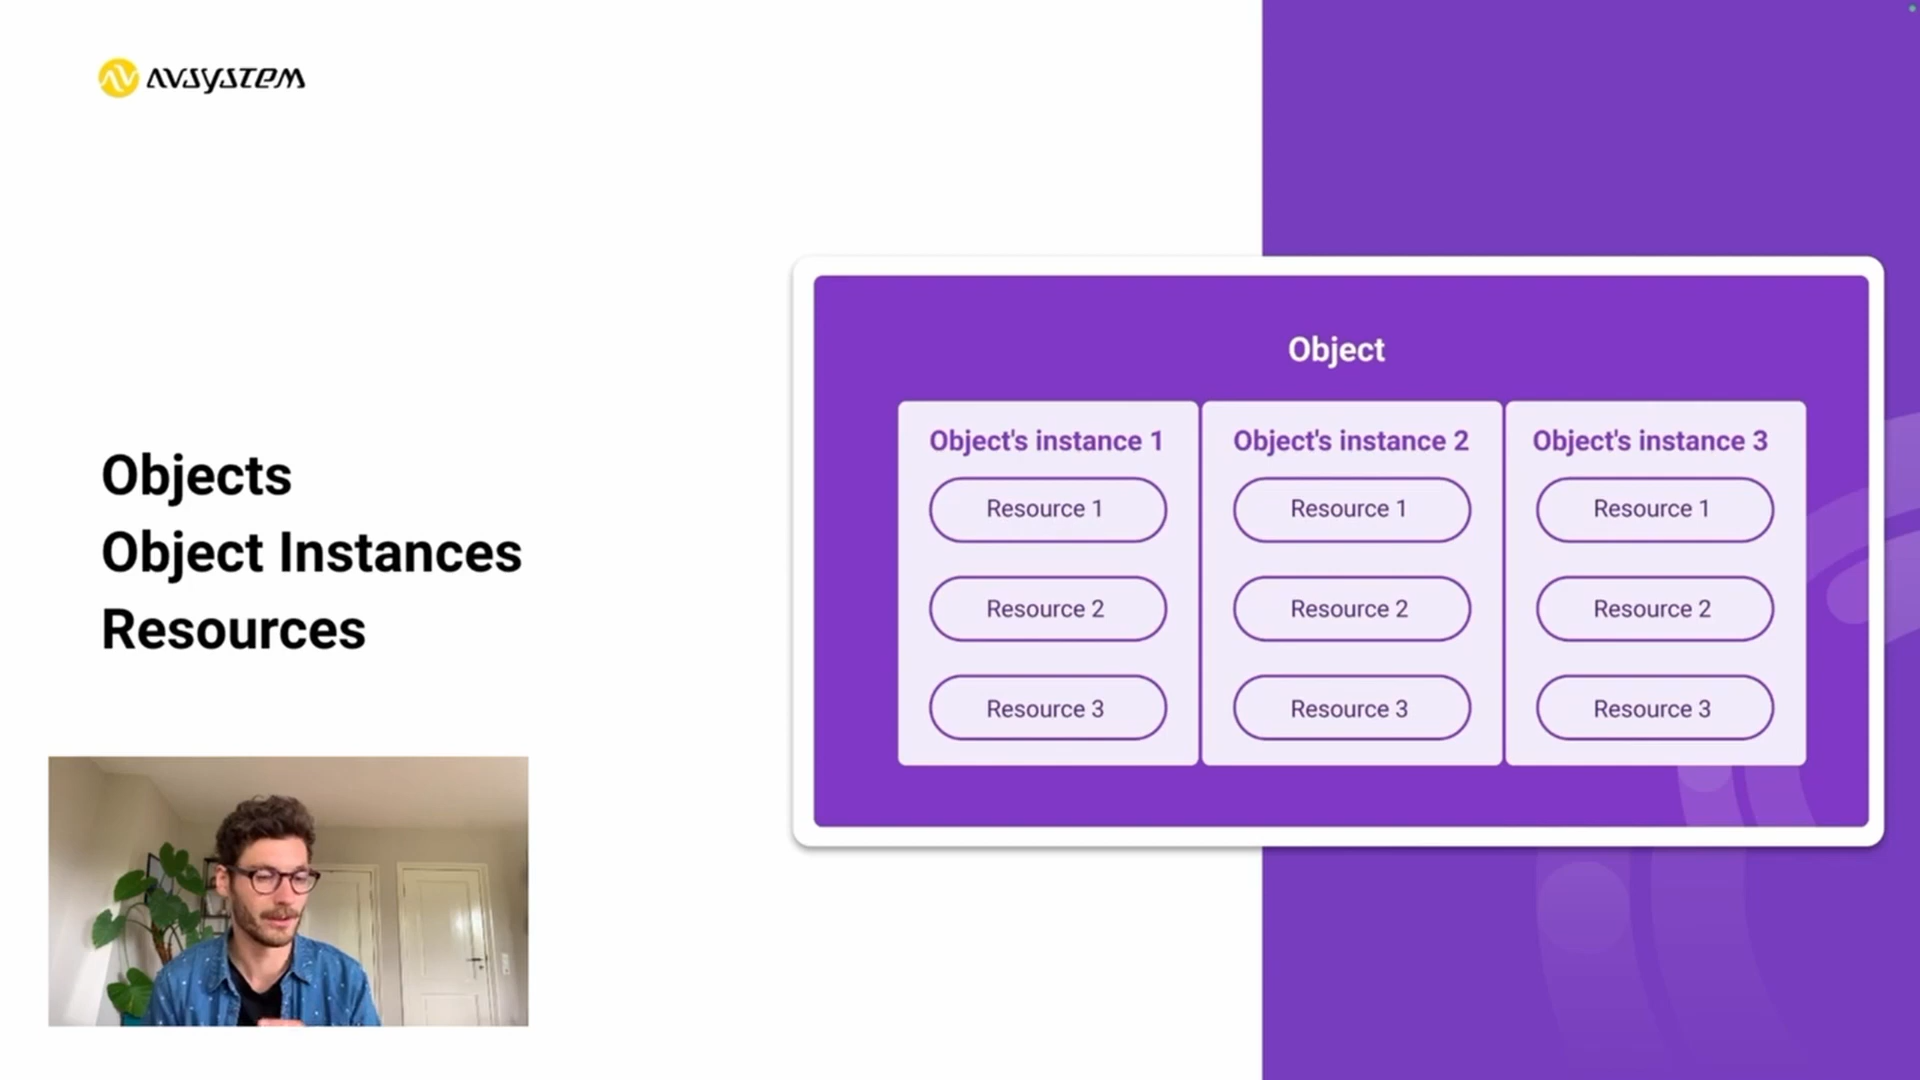 AVSYSTEM
Objects
Object Instances
Resources
Object
Object's instance 1
Resource 1
Resource 2
Resource 3
Object's instance 2
Resource 1
Resource 2
Resource 3
Object's instance 3
Resource 1
Resource 2
Resource 3